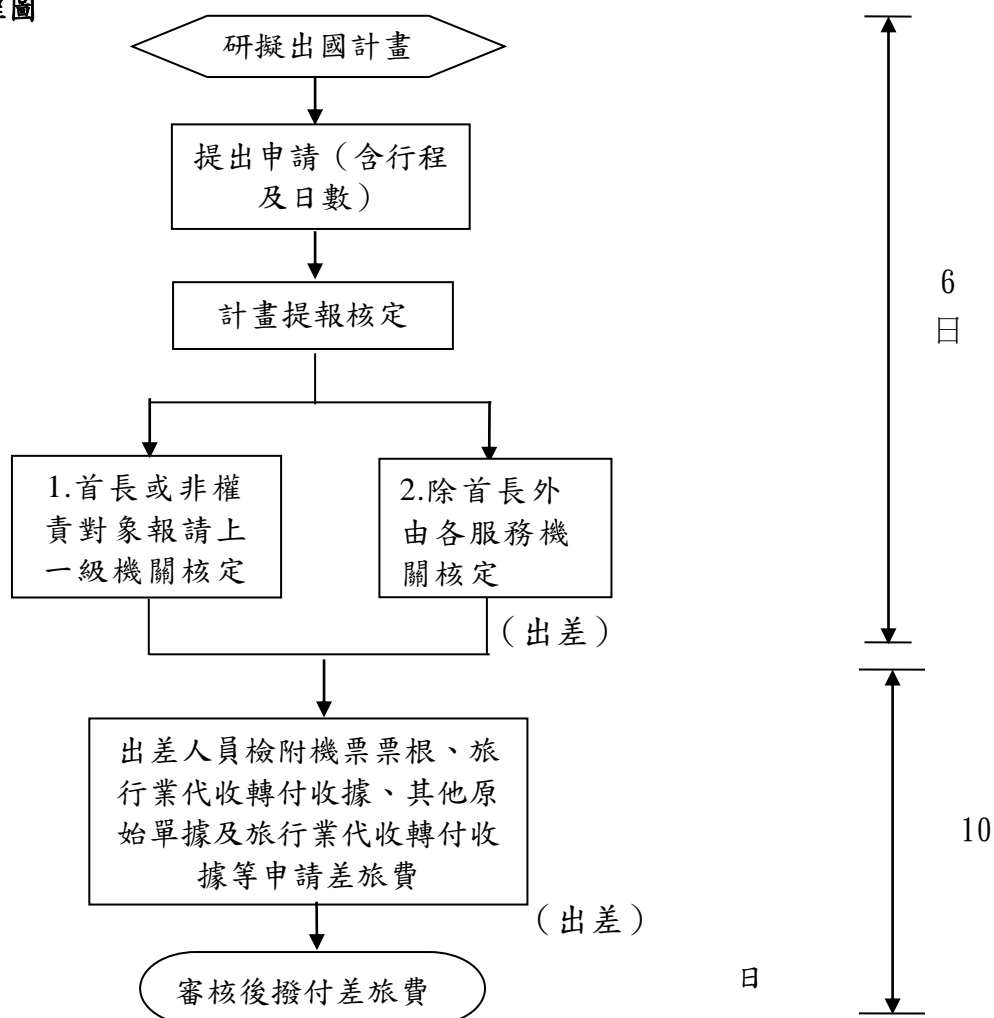 程圖
研擬出國計畫
提出申請（含行程
及日數）
計畫提報核定
6
日
1.首長或非權
責對象報請上
一級機關核定
2.除首長外
由各服務機
關核定
（出差）
出差人員檢附機票票根、旅
行業代收轉付收據、其他原
始單據及旅行業代收轉付收
據等申請差旅費
10
（出差）
審核後撥付差旅費
日